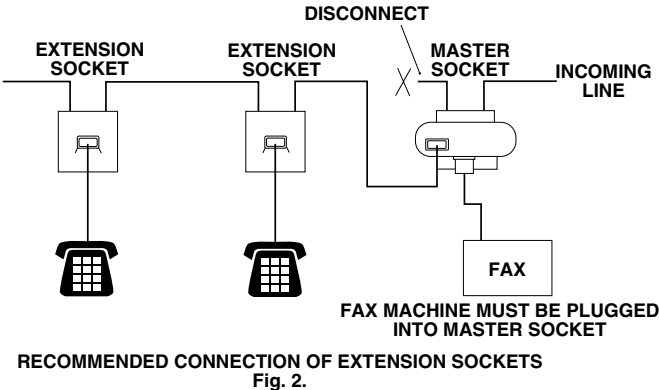 DISCONNECT
EXTENSION
SOCKET
EXTENSION
SOCKET
MASTER
SOCKET
INCOMING
LINE
FAX
FAX MACHINE MUST BE PLUGGED
INTO MASTER SOCKET
RECOMMENDED CONNECTION OF EXTENSION SOCKETS
Fig. 2.